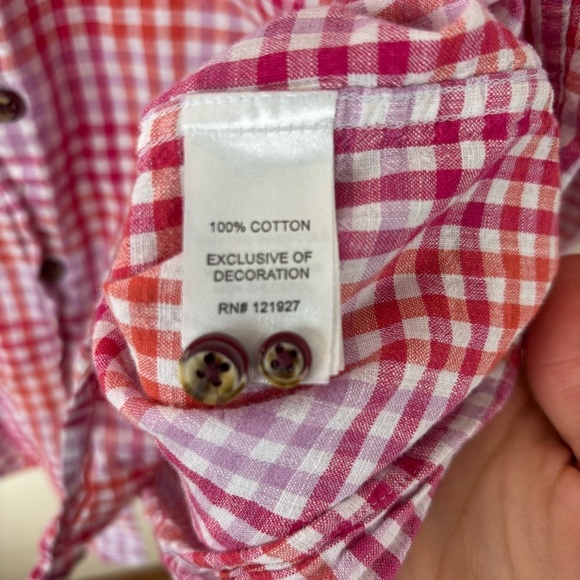 100% COTTON
EXCLUSIVE OF
DECORATION
RN# 121927